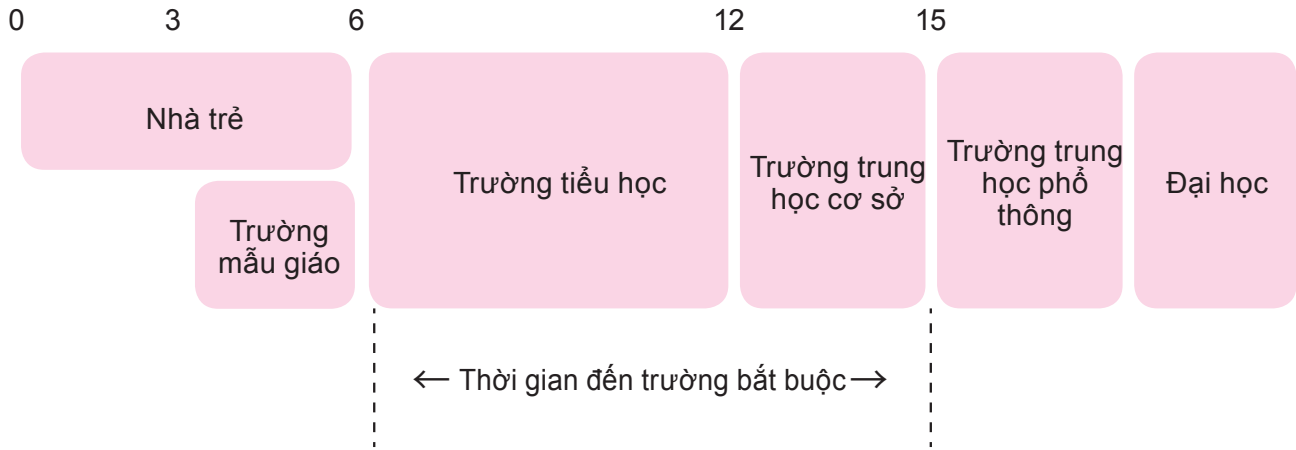 0 3 6 12 15
Nhà trẻ
Trường
mẫu giáo
Trường tiểu học
Trường trung
học cơ sở
Trường trung
học phổ
thông
Đại học
← Thời gian đến trường bắt buộc →